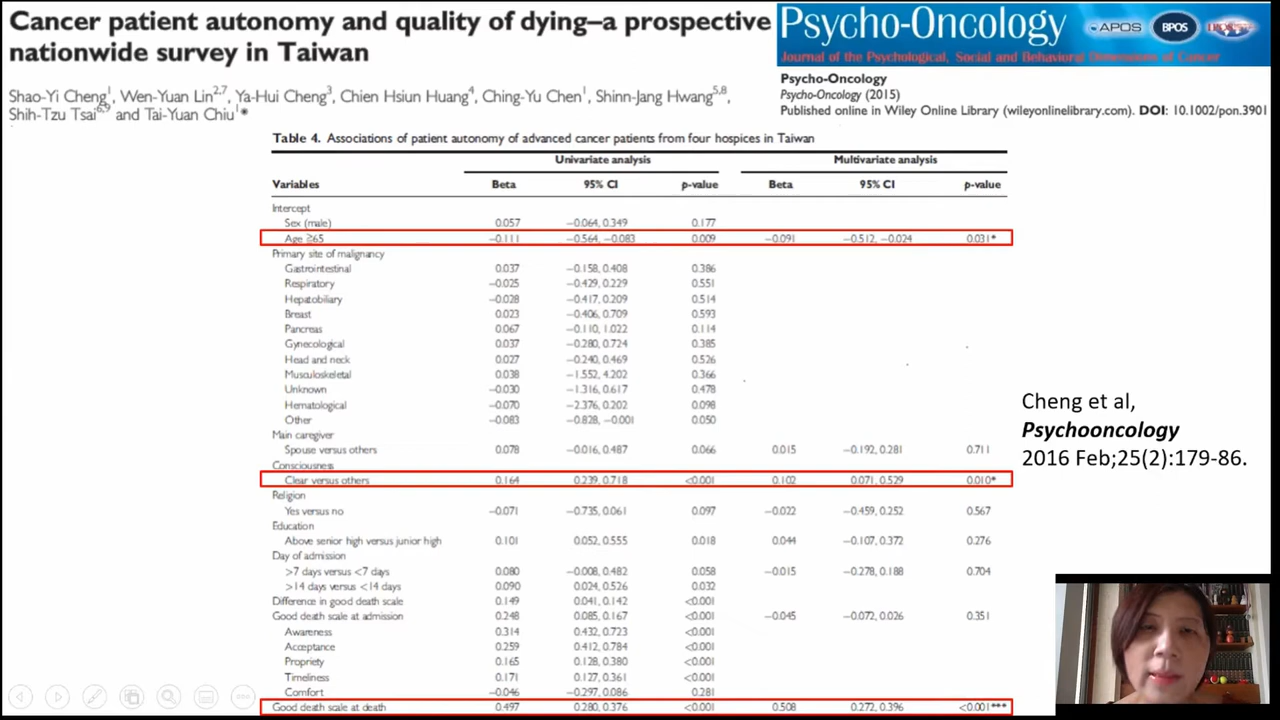 Cancer patient autonomy and quality of dying–a prospective
nationwide survey in Taiwan
Shao-Yi Cheng1, Wen-Yuan Lin2,7, Ya-Hui Cheng3, Chien Hsiun Huang4, Ching-Yu Chen1, Shinn-Jang Hwang5,8,
Shih-Tzu Tsai6,9 and Tai-Yuan Chiu1*
Psycho-Oncology
APOS
BPOS
Journal of the Psychological, Social and Behavioral Dimensions of Cancer
Psycho-Oncology
Psycho-Oncology (2015)
Published online in Wiley Online Library (wileyonlinelibrary.com). DOI: 10.1002/pon.3901
Table 4. Associations of patient autonomy of advanced cancer patients from four hospices in Taiwan
Univariate analysis Multivariate analysis
Variables Beta 95% CI p-value Beta 95% CI p-value
Intercept
Sex (male) 0.057 −0.064, 0.349 0.177
Age ≧65 −0.111 −0.564, −0.083 0.009 −0.091 −0.512, −0.024 0.031*
Primary site of malignancy
Gastrointestinal 0.037 −0.158, 0.408 0.386
Respiratory −0.025 −0.429, 0.229 0.551
Hepatobiliary −0.028 −0.417, 0.209 0.514
Breast 0.023 −0.406, 0.709 0.593
Pancreas 0.067 −0.110, 1.022 0.114
Gynecological 0.037 −0.280, 0.724 0.385
Head and neck 0.027 −0.240, 0.469 0.526
Musculoskeletal 0.038 −1.552, 4.202 0.366
Unknown −0.030 −1.316, 0.617 0.478
Hematological −0.070 −2.376, 0.202 0.098
Other −0.083 −0.828, −0.001 0.050
Main caregiver
Spouse versus others 0.078 −0.016, 0.487 0.066 0.015 −0.192, 0.281 0.711
Consciousness
Clear versus others 0.164 0.239, 0.718 <0.001 0.102 0.071, 0.529 0.010*
Religion
Yes versus no −0.071 −0.735, 0.061 0.097 −0.022 −0.459, 0.252 0.567
Education
Above senior high versus junior high 0.101 0.052, 0.555 0.018 0.044 −0.107, 0.372 0.276
Day of admission
>7 days versus <7 days 0.080 −0.008, 0.482 0.058 −0.015 −0.278, 0.188 0.704
>14 days versus <14 days 0.090 0.024, 0.526 0.032
Difference in good death scale 0.149 0.041, 0.142 <0.001
Good death scale at admission 0.248 0.085, 0.167 <0.001 −0.045 −0.072, 0.026 0.351
Awareness 0.314 0.432, 0.723 <0.001
Acceptance 0.259 0.412, 0.784 <0.001
Propriety 0.165 0.128, 0.380 <0.001
Timeliness 0.171 0.127, 0.361 <0.001
Comfort −0.046 −0.297, 0.086 0.281
Good death scale at death 0.497 0.280, 0.376 <0.001 0.508 0.272, 0.396 <0.001***
Cheng et al,
Psychooncology
2016 Feb;25(2):179-86.